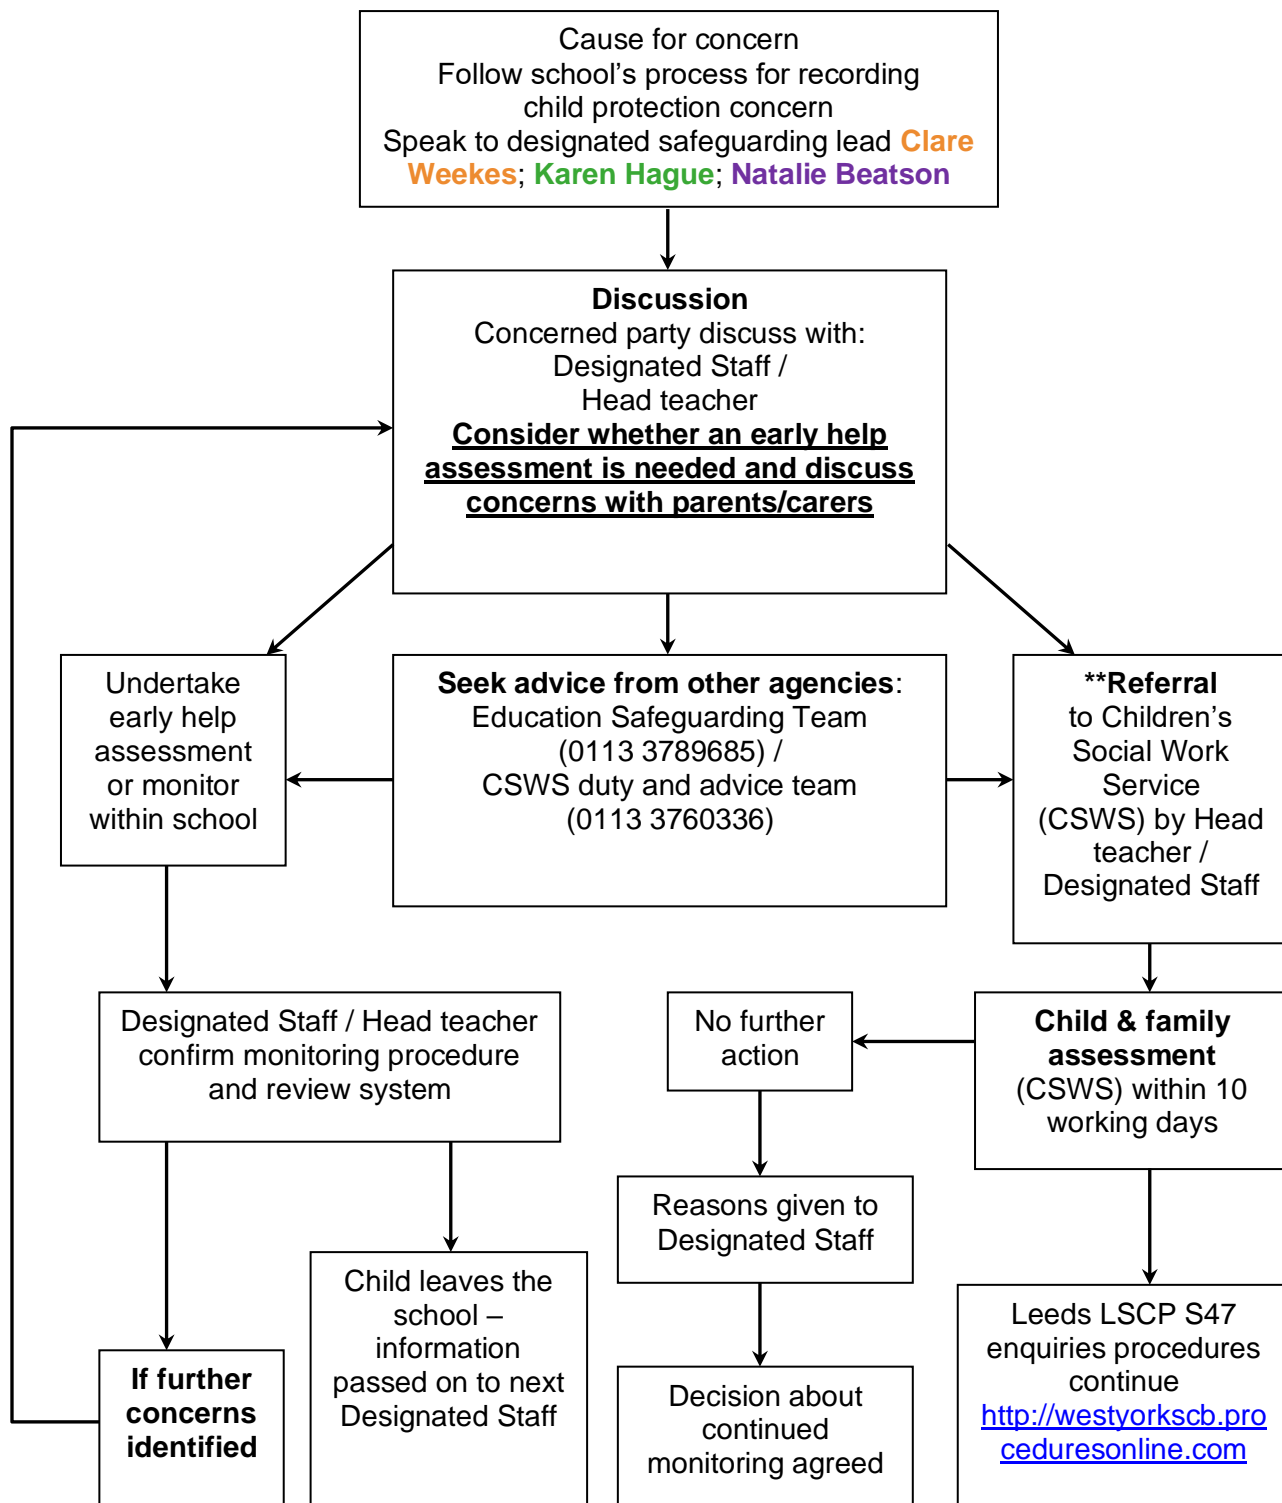 Cause for concern
Follow school's process for recording
child protection concern
Speak to designated safeguarding lead Clare
Weekes; Karen Hague; Natalie Beatson
Discussion
Concerned party discuss with:
Designated Staff /
Head teacher
Consider whether an early help
assessment is needed and discuss
concerns with parents/carers
Undertake
early help
assessment
or monitor
within school
Seek advice from other agencies:
Education Safeguarding Team
(0113 3789685) /
CSWS duty and advice team
(0113 3760336)
**Referral
to Children's
Social Work
Service
(CSWS) by Head
teacher /
Designated Staff
Designated Staff / Head teacher
confirm monitoring procedure
and review system
No further
action
Child & family
assessment
(CSWS) within 10
working days
Reasons given to
Designated Staff
If further
concerns
identified
Child leaves the
school –
information
passed on to next
Designated Staff
Decision about
continued
monitoring agreed
Leeds LSCP S47
enquiries procedures
continue
http://westyorkscb.pro
ceduresonline.com